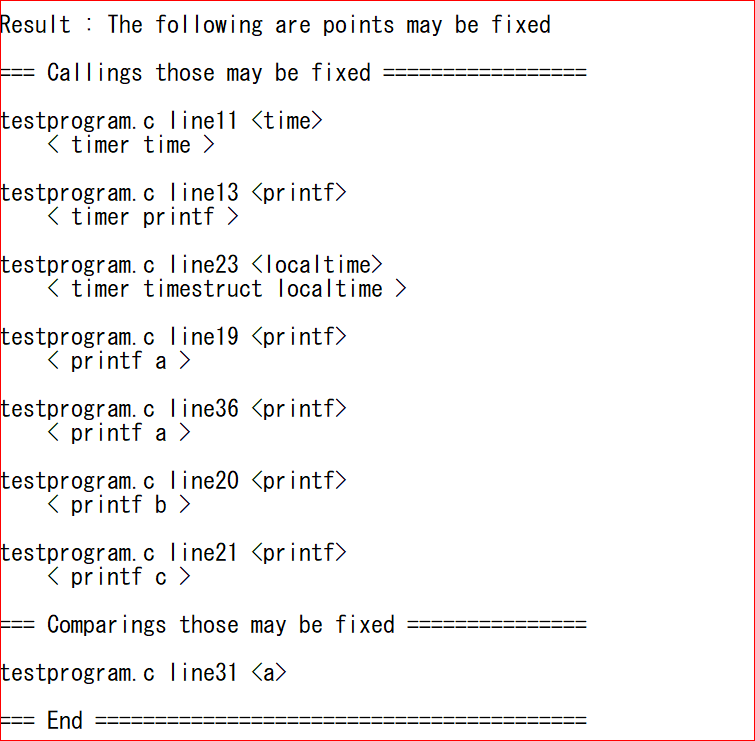 Result : The following are points may be fixed
=== Callings those may be fixed =================
testprogram.c line11 <time>
< timer time >
testprogram.c line13 <printf>
< timer printf >
testprogram.c line23 <localtime>
< timer timestruct localtime >
testprogram.c line19 <printf>
< printf a >
testprogram.c line36 <printf>
< printf a >
testprogram.c line20 <printf>
< printf b >
testprogram.c line21 <printf>
< printf c >
=== Comparings those may be fixed ===============
testprogram.c line31 <a>
=== End =========================================